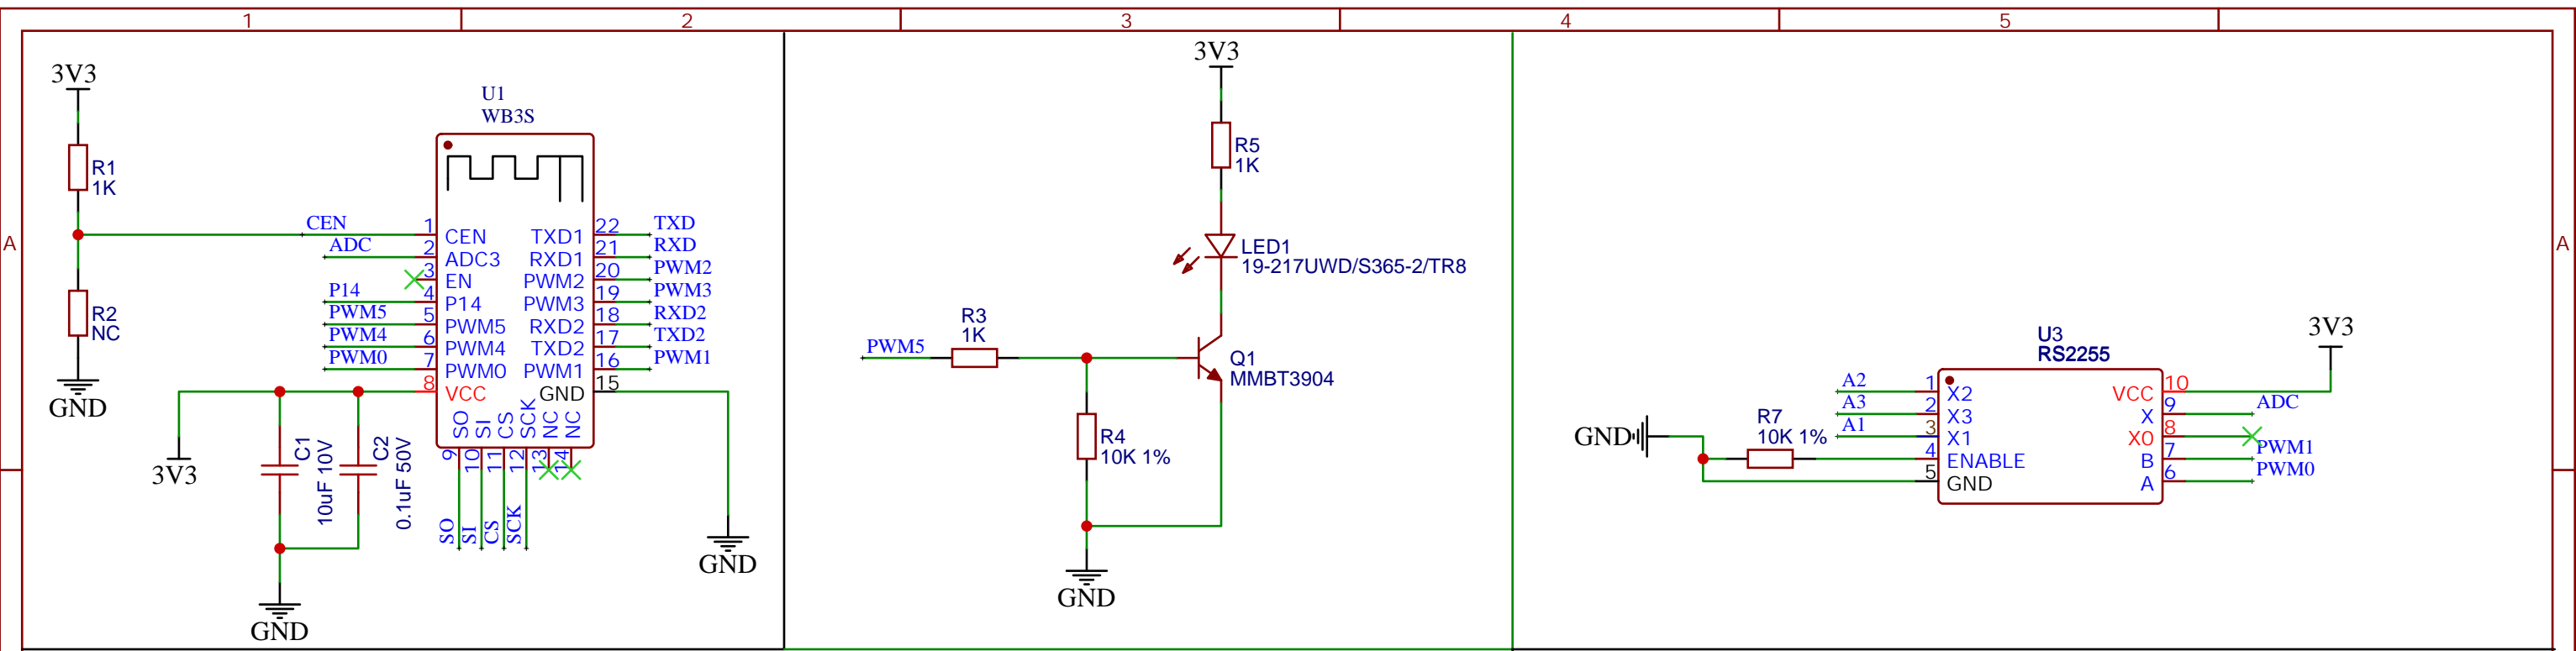 1
2
3
4
5
A
A
3V3
R1
1K
R2
NC
GND
U1
WB3S
CEN
ADC
P14
PWM5
PWM4
PWM0
1
2
3
4
5
6
7
8
CEN
ADC3
EN
P14
PWM5
PWM4
PWM0
VCC
TXD1
RXD1
PWM2
PWM3
RXD2
TXD2
PWM1
GND
22
21
20
19
18
17
16
15
TXD
RXD
PWM2
PWM3
RXD2
TXD2
PWM1
SO
SI
CS
SCK
NC
NC
9
10
11
12
13
14
SO
SI
CS
SCK
3V3
C1
10uF 10V
C2
0.1uF 50V
GND
GND
3V3
R5
1K
LED1
19-217UWD/S365-2/TR8
PWM5
R3
1K
Q1
MMBT3904
R4
10K 1%
GND
U3
RS2255
3V3
A2
A3
A1
GND
R7
10K 1%
1
2
3
4
5
X2
X3
X1
ENABLE
GND
VCC
X
X0
B
A
10
9
8
7
6
ADC
PWM1
PWM0